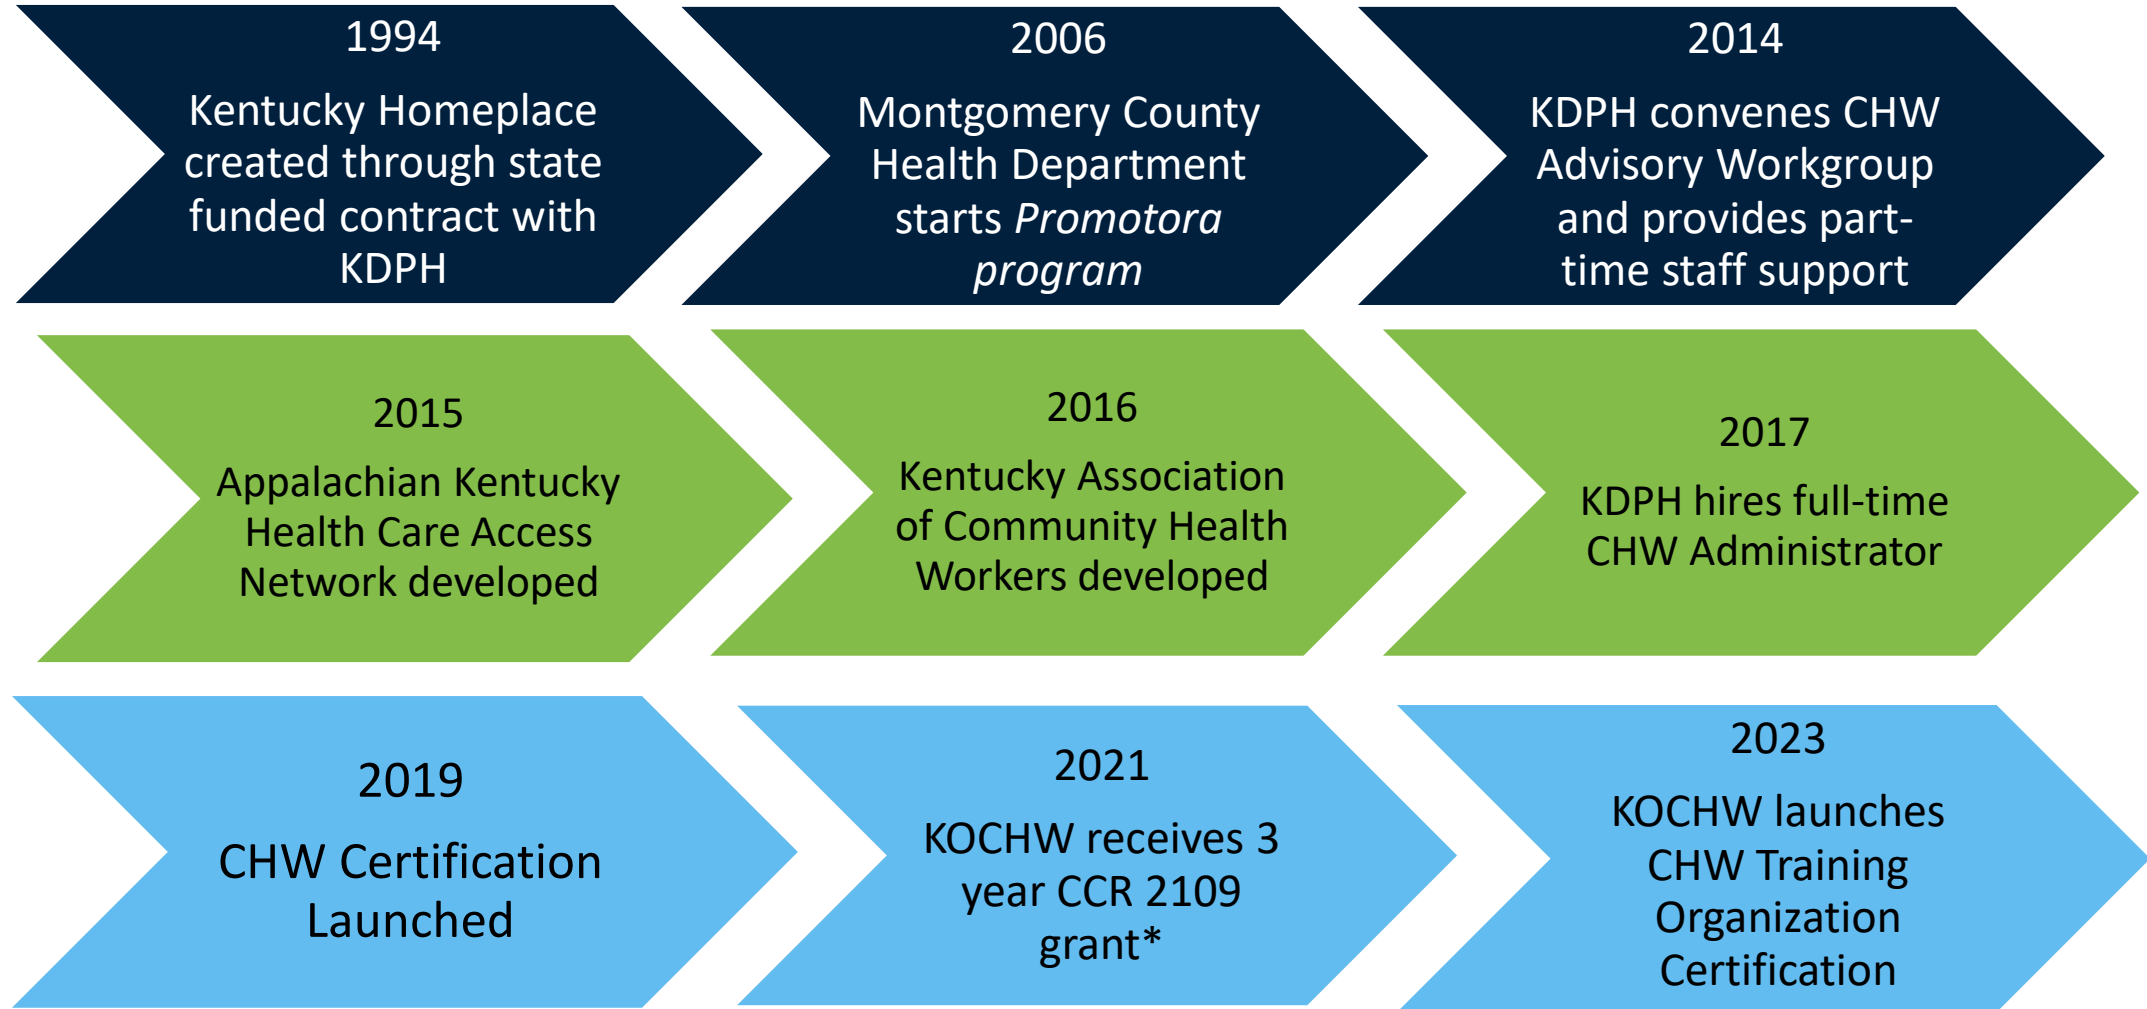 1994
Kentucky Homeplace
created through state
funded contract with
KDPH
2006
Montgomery County
Health Department
starts Promotora
program
2014
KDPH convenes CHW
Advisory Workgroup
and provides part-
time staff support
2015
Appalachian Kentucky
Health Care Access
Network developed
2016
Kentucky Association
of Community Health
Workers developed
2017
KDPH hires full-time
CHW Administrator
2019
CHW Certification
Launched
2021
KOCHW receives 3
year CCR 2109
grant*
2023
KOCHW launches
CHW Training
Organization
Certification